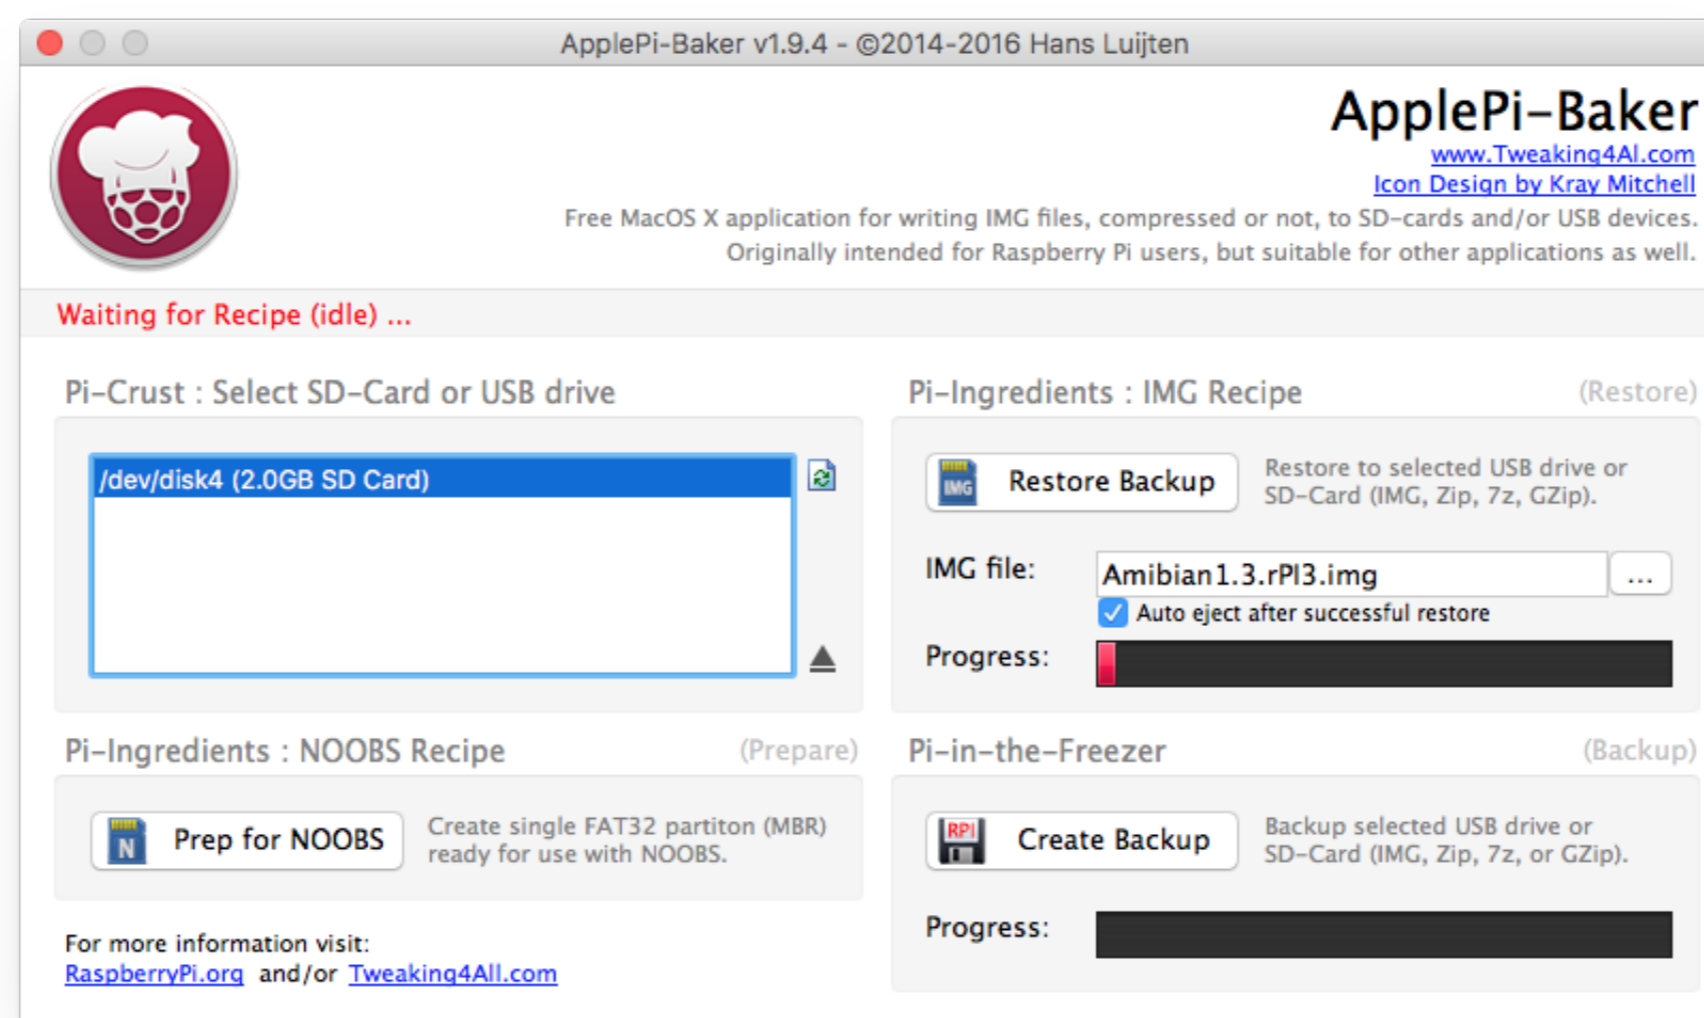 ApplePi-Baker v1.9.4 - ©2014-2016 Hans Luijten
ApplePi-Baker
www.Tweaking4Al.com
Icon Design by Kray Mitchell
Free MacOS X application for writing IMG files, compressed or not, to SD-cards and/or USB devices.
Originally intended for Raspberry Pi users, but suitable for other applications as well.
Waiting for Recipe (idle) ...
Pi-Crust : Select SD-Card or USB drive
/dev/disk4 (2.0GB SD Card)
Pi-Ingredients : IMG Recipe (Restore)
IMG
Restore Backup
Restore to selected USB drive or
SD-Card (IMG, Zip, 7z, GZip).
IMG file: Amibian1.3.rPI3.img ...
Auto eject after successful restore
Progress:
Pi-Ingredients : NOOBS Recipe (Prepare)
N
Prep for NOOBS
Create single FAT32 partiton (MBR)
ready for use with NOOBS.
Pi-in-the-Freezer (Backup)
RPI
Create Backup
Backup selected USB drive or
SD-Card (IMG, Zip, 7z, or GZip).
Progress:
For more information visit:
RaspberryPi.org and/or Tweaking4All.com